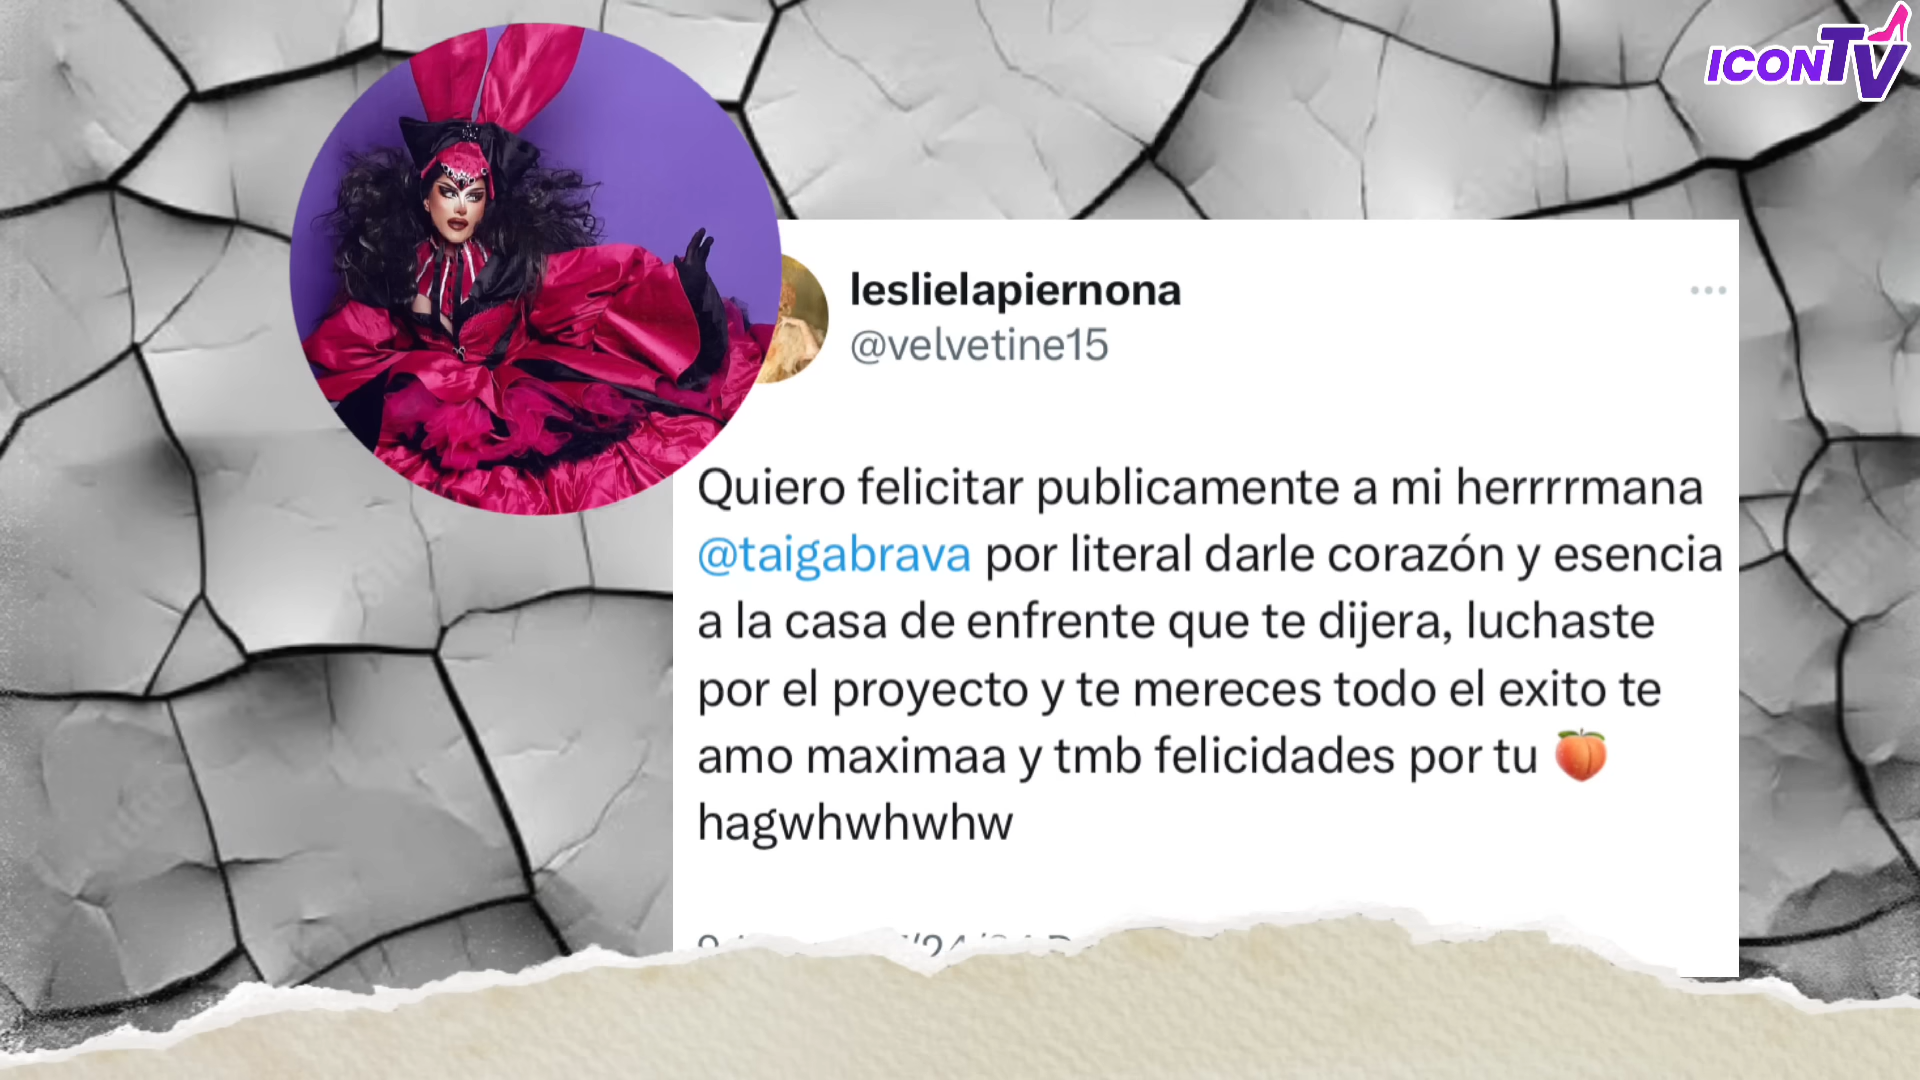 ICONTV
leslielapiernona
@velvetine15
Quiero felicitar publicamente a mi herrrrmana
@taigabrava por literal darle corazón y esencia
a la casa de enfrente que te dijera, luchaste
por el proyecto y te mereces todo el exito te
amo maximaa y tmb felicidades por tu 🍑
hagwhwhwhw